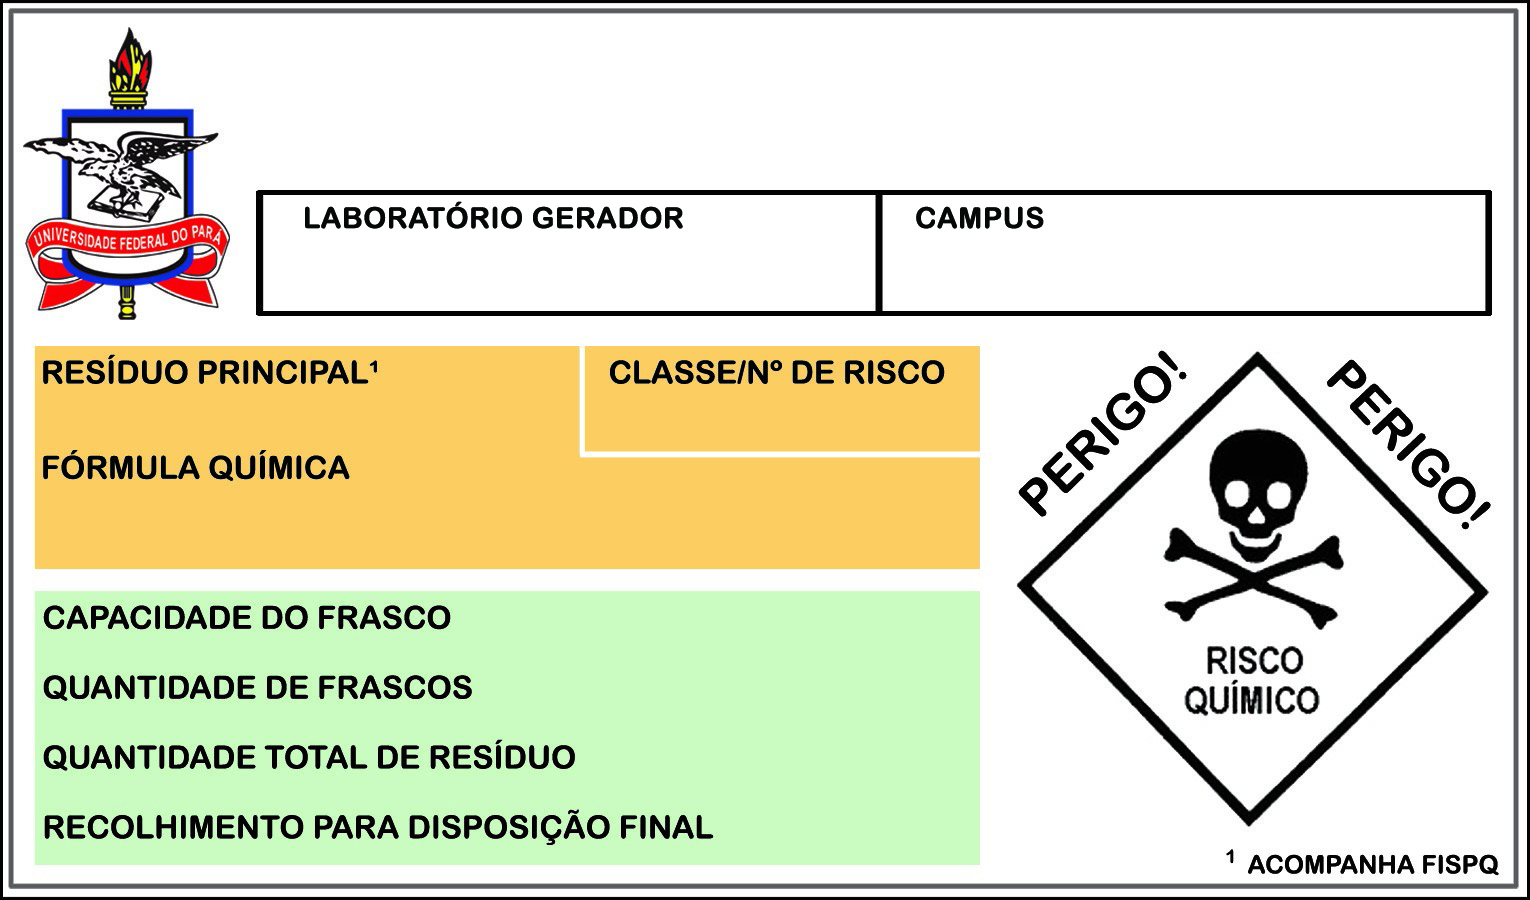 UNIVERSIDADE FEDERAL DO PARÁ
LABORATÓRIO GERADOR
CAMPUS
RESÍDUO PRINCIPAL¹
CLASSE/Nº DE RISCO
FÓRMULA QUÍMICA
PERIGO!
PERIGO!
RISCO
QUÍMICO
CAPACIDADE DO FRASCO
QUANTIDADE DE FRASCOS
QUANTIDADE TOTAL DE RESÍDUO
RECOLHIMENTO PARA DISPOSIÇÃO FINAL
¹ ACOMPANHA FISPQ